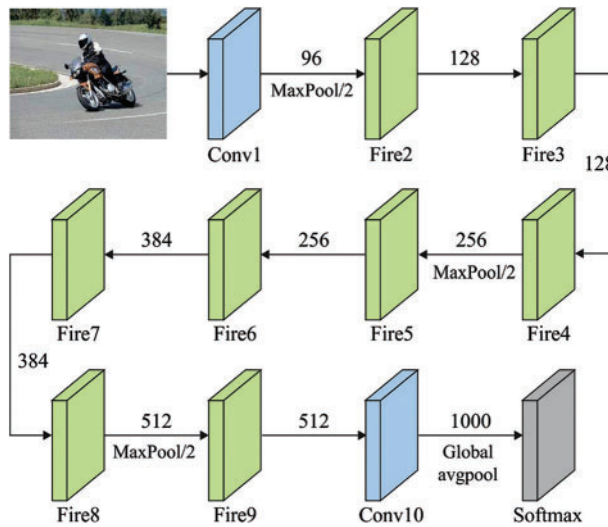 96
128
MaxPool/2
Conv1
Fire2
Fire3
128
384
256
256
MaxPool/2
Fire7
Fire6
Fire5
Fire4
384
512
512
1000
MaxPool/2
Global
avgpool
Fire8
Fire9
Conv10
Softmax